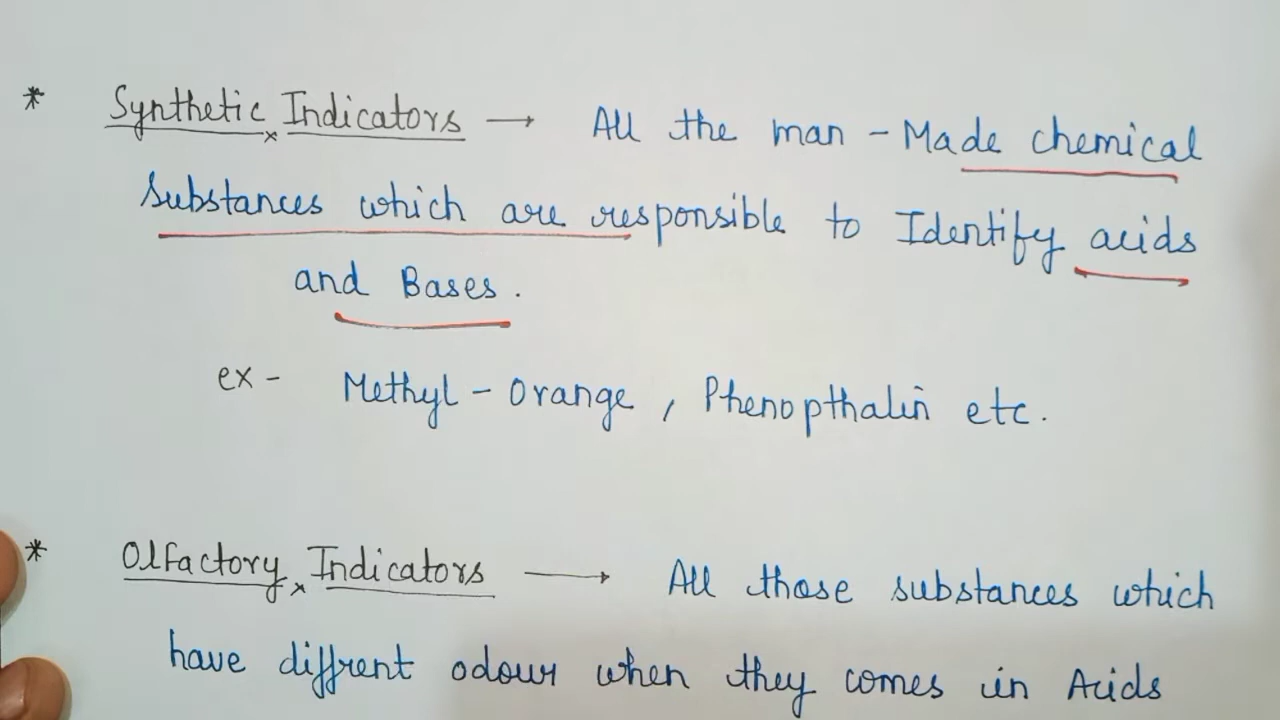 * Synthetic Indicators → All the man - Made chemical
substances which are responsible to Identify acids
and Bases.
ex - Methyl - Orange, Phenopthalin etc.
* Olfactory Indicators → All those substances which
have diffrent odour when they comes in Acids